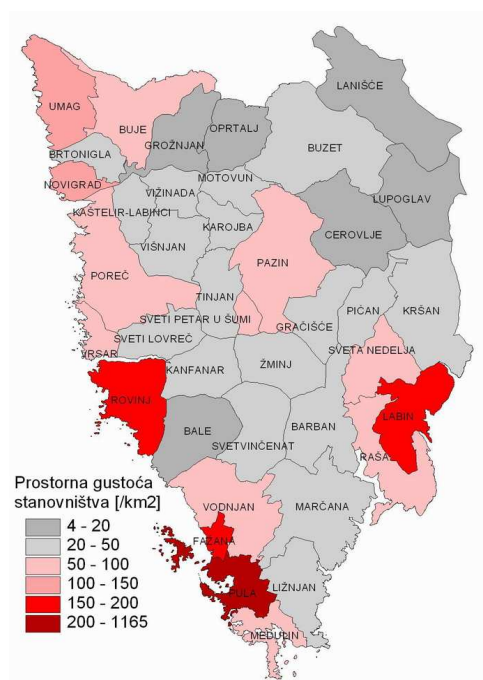 LANIŠĆE
UMAG
BUJE
OPRTALJ
GROŽNJAN
BUZET
BRTONIGLA
MOTOVUN
NOVIGRAD
VIŽINADA
LUPOGLAV
KAŠTELIR-LABINCI
KAROJBA
CEROVLJE
VIŠNJAN
PAZIN
POREČ
TINJAN
PIĆAN
KRŠAN
SVETI PETAR U ŠUMI
GRAČIŠĆE
SVETI LOVREČ
SVETA NEDELJA
VRSAR
ŽMINJ
KANFANAR
ROVINJ
LABIN
BARBAN
BALE
SVETVINČENAT
RAŠA
Prostorna gustoća
stanovništva [/km2]
4 - 20
20 - 50
50 - 100
100 - 150
150 - 200
200 - 1165
VODNJAN
MARČANA
FAŽANA
LIŽNJAN
PULA
MEDULIN